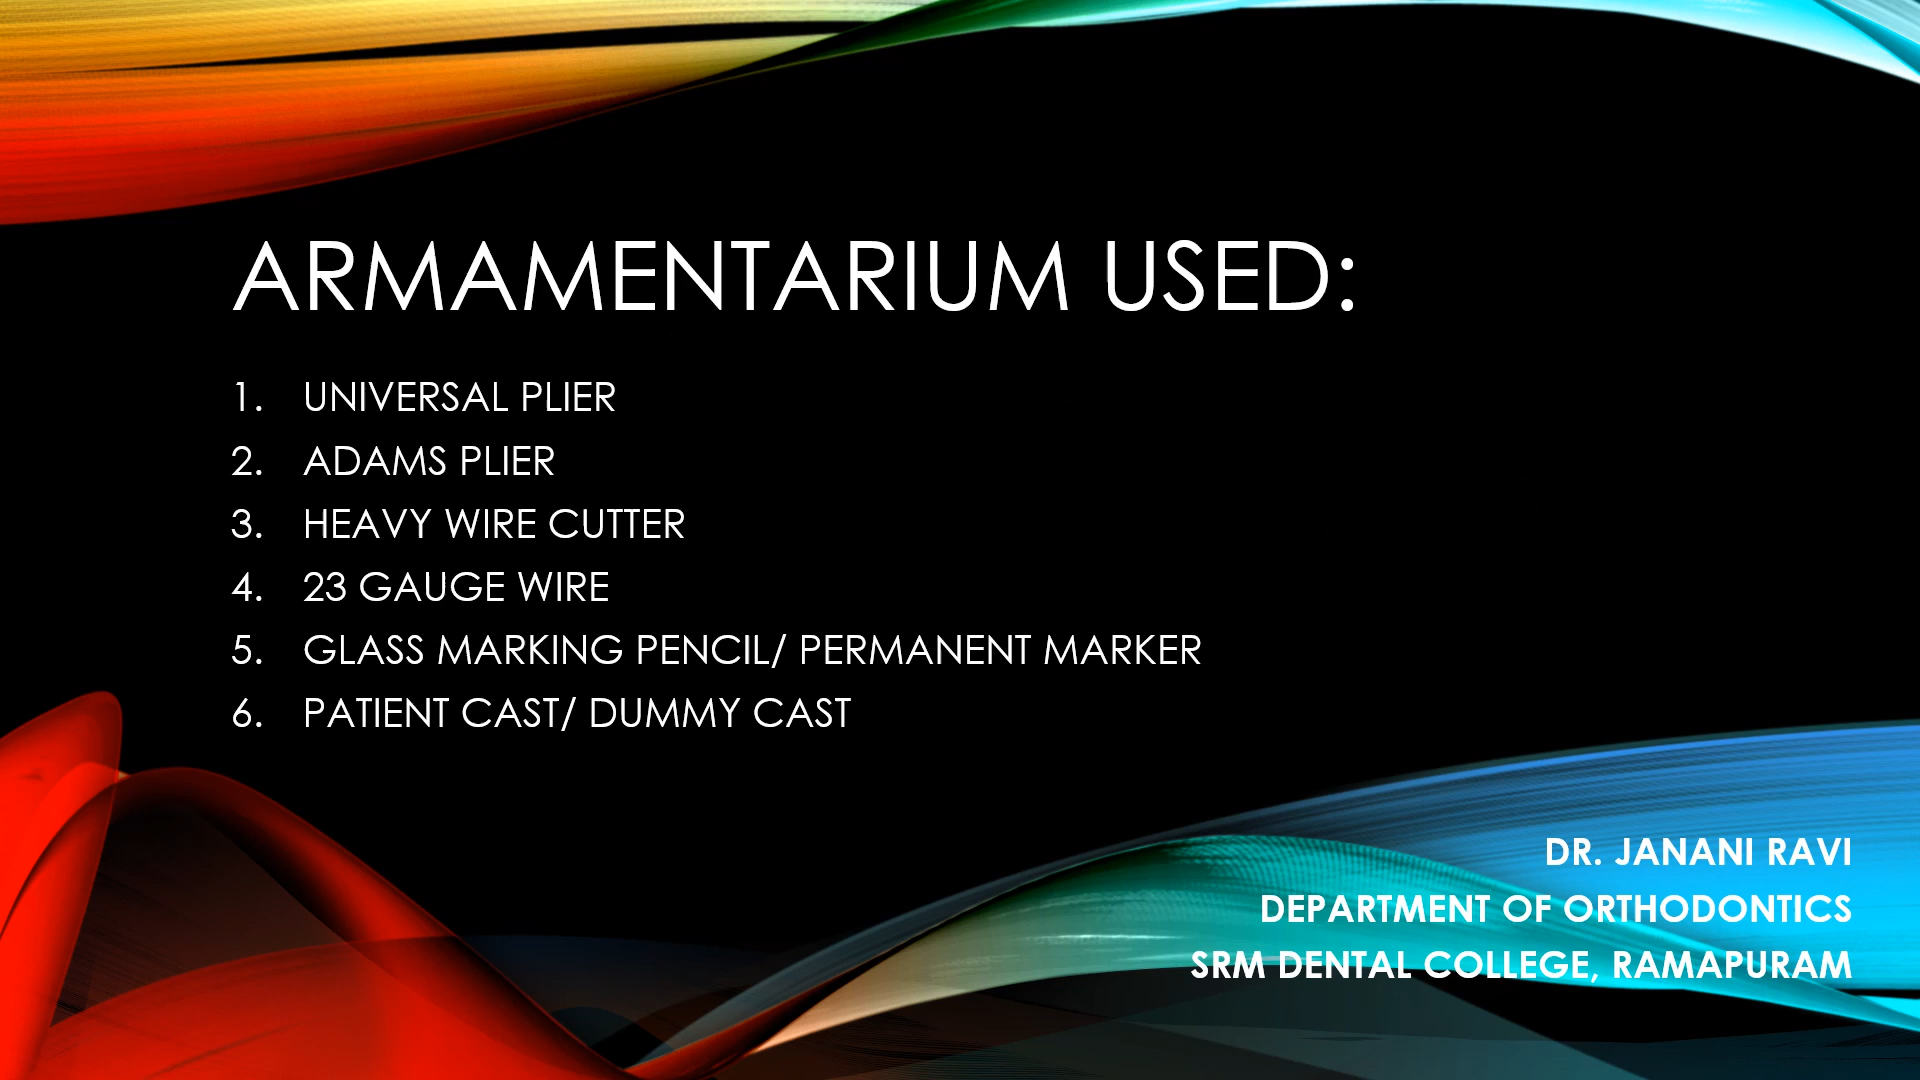 ARMAMENTARIUM USED:
1. UNIVERSAL PLIER
2. ADAMS PLIER
3. HEAVY WIRE CUTTER
4. 23 GAUGE WIRE
5. GLASS MARKING PENCIL/ PERMANENT MARKER
6. PATIENT CAST/ DUMMY CAST
DR. JANANI RAVI
DEPARTMENT OF ORTHODONTICS
SRM DENTAL COLLEGE, RAMAPURAM